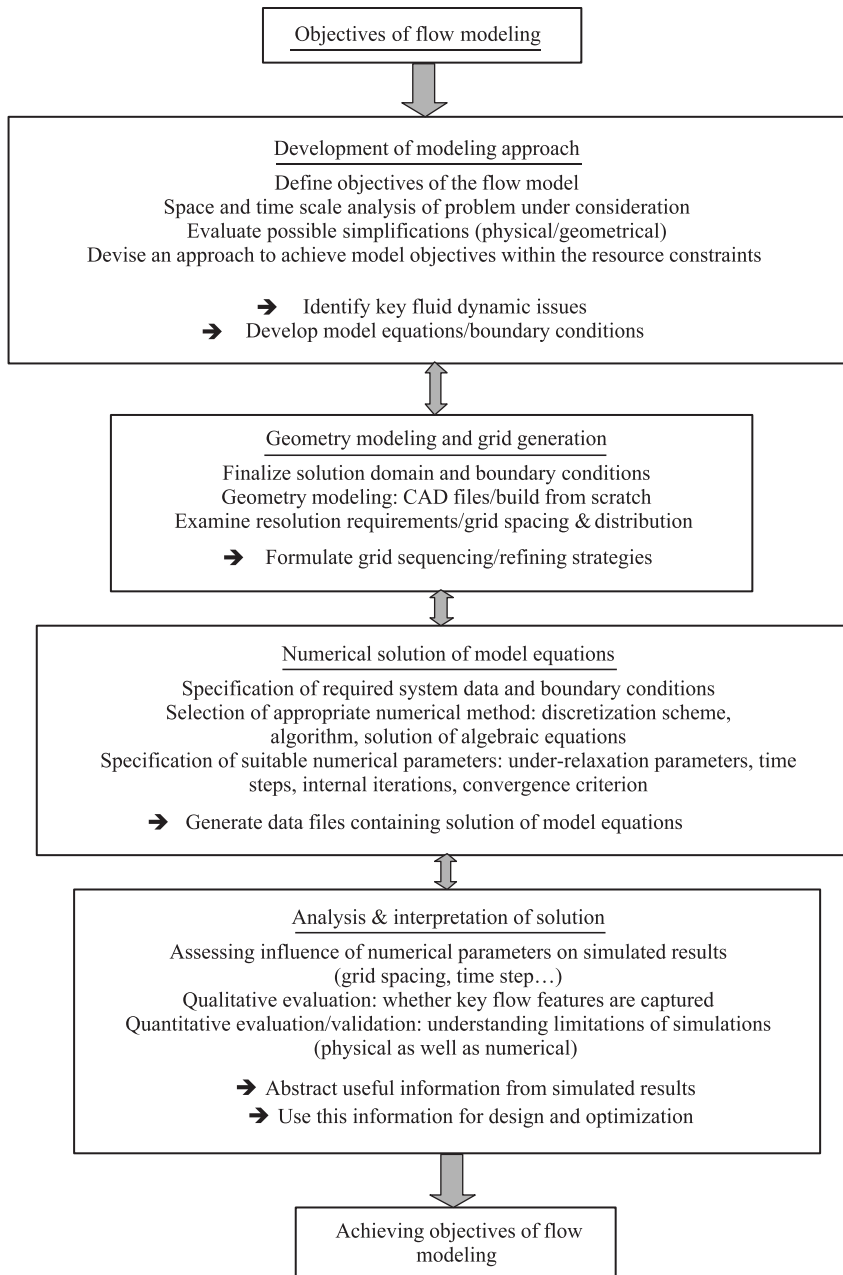 Objectives of flow modeling
Development of modeling approach
Define objectives of the flow model
Space and time scale analysis of problem under consideration
Evaluate possible simplifications (physical/geometrical)
Devise an approach to achieve model objectives within the resource constraints
➔ Identify key fluid dynamic issues
➔ Develop model equations/boundary conditions
Geometry modeling and grid generation
Finalize solution domain and boundary conditions
Geometry modeling: CAD files/build from scratch
Examine resolution requirements/grid spacing & distribution
➔ Formulate grid sequencing/refining strategies
Numerical solution of model equations
Specification of required system data and boundary conditions
Selection of appropriate numerical method: discretization scheme,
algorithm, solution of algebraic equations
Specification of suitable numerical parameters: under-relaxation parameters, time
steps, internal iterations, convergence criterion
➔ Generate data files containing solution of model equations
Analysis & interpretation of solution
Assessing influence of numerical parameters on simulated results
(grid spacing, time step…)
Qualitative evaluation: whether key flow features are captured
Quantitative evaluation/validation: understanding limitations of simulations
(physical as well as numerical)
➔ Abstract useful information from simulated results
➔ Use this information for design and optimization
Achieving objectives of flow
modeling